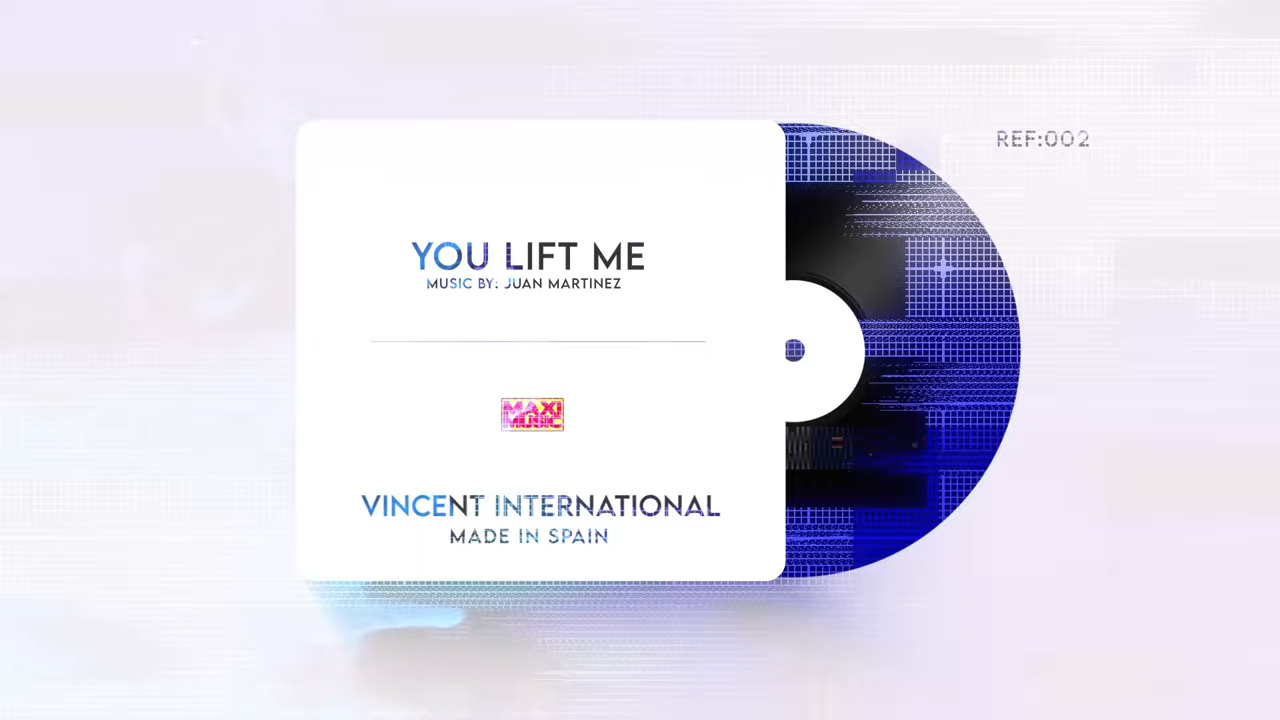 REF:002
YOU LIFT ME
MUSIC BY: JUAN MARTINEZ
MAXI
MUSIC
VINCENT INTERNATIONAL
MADE IN SPAIN